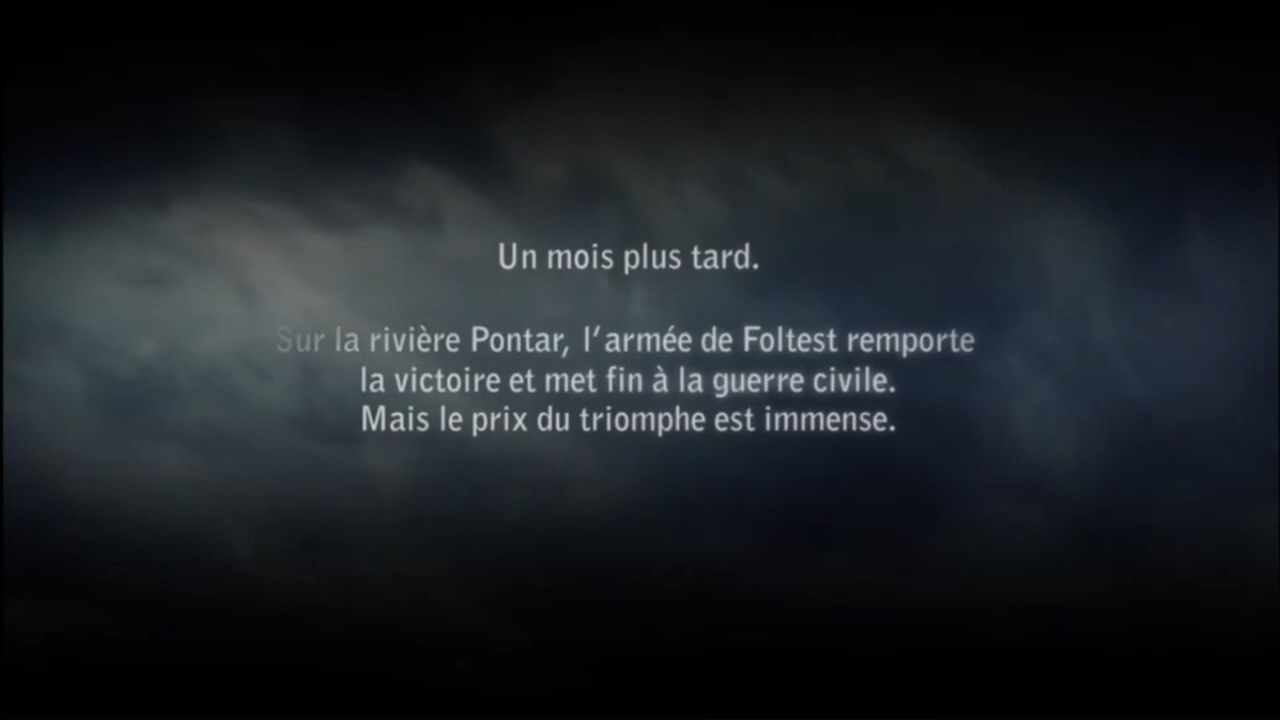 Un mois plus tard.
Sur la rivière Pontar, l'armée de Foltest remporte
la victoire et met fin à la guerre civile.
Mais le prix du triomphe est immense.